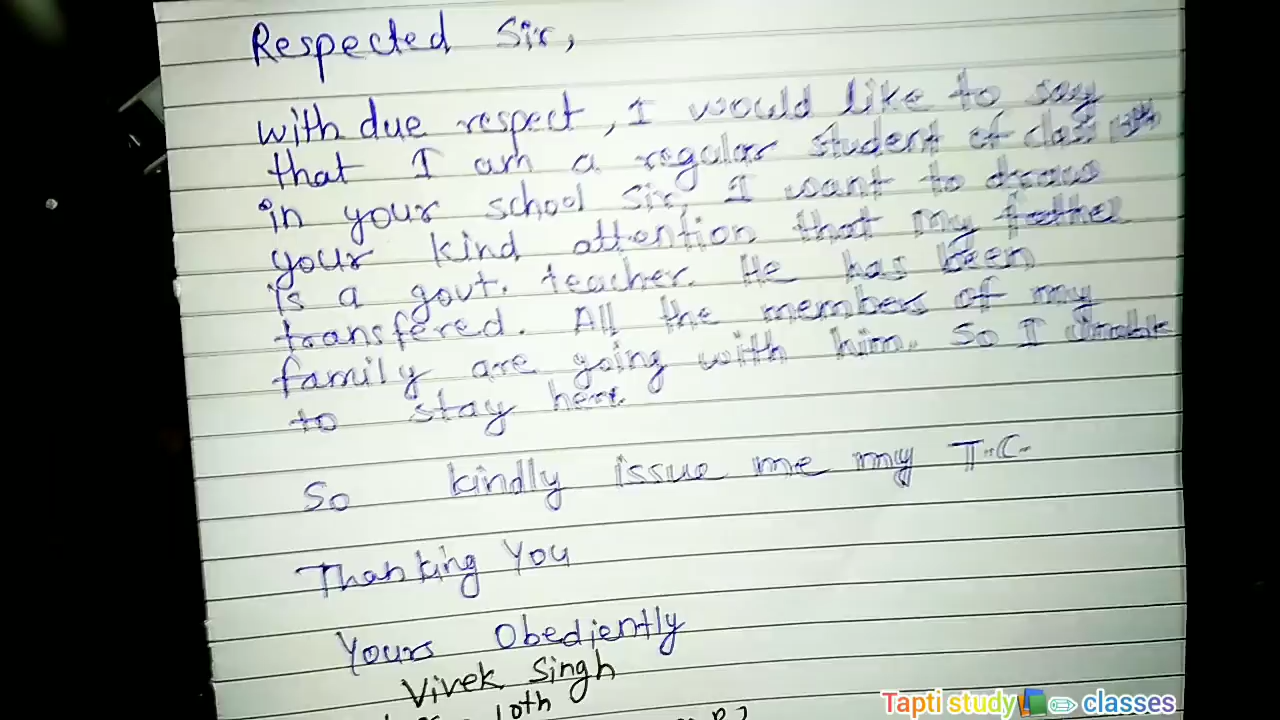 Respected Sir,
with due respect, I would like to say
that I am a regular student of class 10th
in your school Sir, I want to draw
your kind attention that my father
is a govt. teacher. He has been
transfered. All the members of my
family are going with him. So I unable
to stay here.
So kindly issue me my T.C.
Thanking You
Yours Obediently
Vivek Singh
10th
Tapti study classes